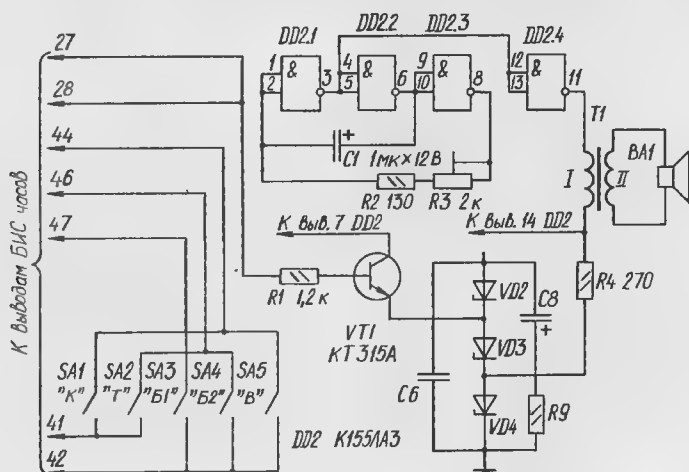 К выводам БИС часов
27
28
44
46
47
41
42
DD2.1
DD2.2
DD2.3
DD2.4
1
2
&
3
4
5
&
6
9
10
&
8
12
13
&
11
C1 1мк×12В
+
R2 130
R3 2к
T1
I
II
BA1
К выв.7 DD2
К выв.14 DD2
R1 1,2к
VT1
КТ315А
VD2
VD3
VD4
C6
C8
+
R4 270
R9
SA1
"К"
SA2
"Т"
SA3
"Б1"
SA4
"Б2"
SA5
"В"
DD2 К155ЛА3